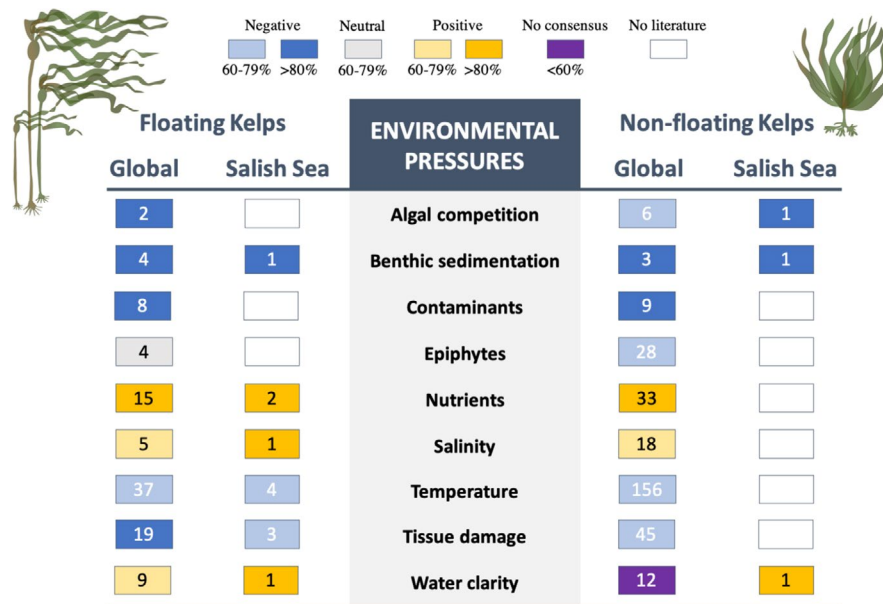 Negative Neutral Positive No consensus No literature
60-79% >80% 60-79% 60-79% >80% <60%
Floating Kelps ENVIRONMENTAL PRESSURES Non-floating Kelps
Global Salish Sea Global Salish Sea
2 Algal competition 6 1
4 1 Benthic sedimentation 3 1
8 Contaminants 9
4 Epiphytes 28
15 2 Nutrients 33
5 1 Salinity 18
37 4 Temperature 156
19 3 Tissue damage 45
9 1 Water clarity 12 1